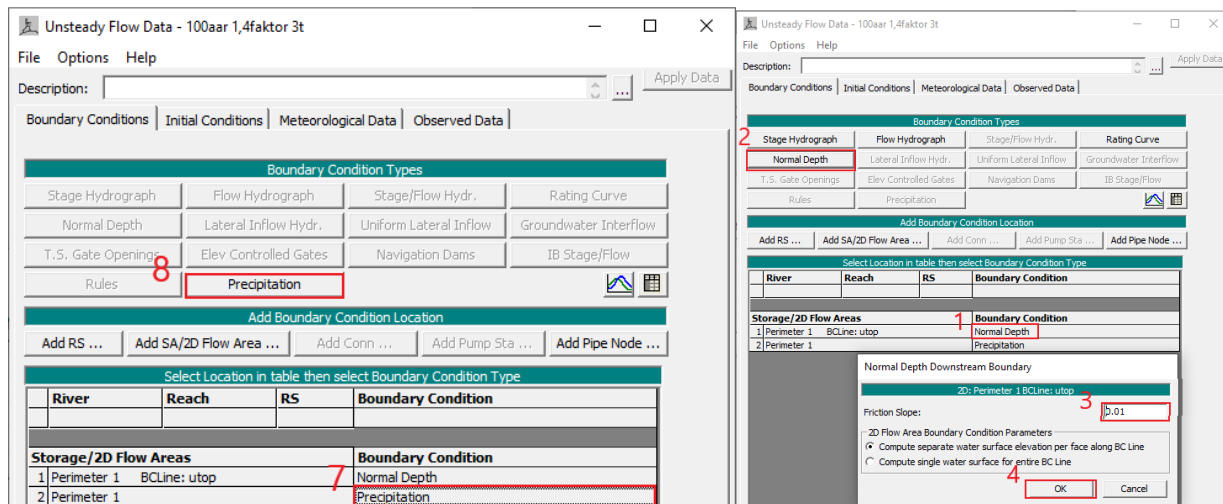 Unsteady Flow Data - 100aar 1,4faktor 3t
File Options Help
Description:
...
Apply Data
Boundary Conditions Initial Conditions Meteorological Data Observed Data
Boundary Condition Types
Stage Hydrograph Flow Hydrograph Stage/Flow Hydr. Rating Curve
Normal Depth Lateral Inflow Hydr. Uniform Lateral Inflow Groundwater Interflow
T.S. Gate Openings Elev Controlled Gates Navigation Dams IB Stage/Flow
8
Rules Precipitation
Add Boundary Condition Location
Add RS ... Add SA/2D Flow Area ... Add Conn ... Add Pump Sta ... Add Pipe Node ...
Select Location in table then select Boundary Condition Type
River Reach RS Boundary Condition
Storage/2D Flow Areas Boundary Condition
1 Perimeter 1 BCLine: utop Normal Depth
7
2 Perimeter 1 Precipitation
Unsteady Flow Data - 100aar 1,4faktor 3t
File Options Help
Description:
...
Apply Data
Boundary Conditions Initial Conditions Meteorological Data Observed Data
Boundary Condition Types
2
Stage Hydrograph Flow Hydrograph Stage/Flow Hydr. Rating Curve
Normal Depth Lateral Inflow Hydr. Uniform Lateral Inflow Groundwater Interflow
T.S. Gate Openings Elev Controlled Gates Navigation Dams IB Stage/Flow
Rules Precipitation
Add Boundary Condition Location
Add RS ... Add SA/2D Flow Area ... Add Conn ... Add Pump Sta ... Add Pipe Node ...
Select Location in table then select Boundary Condition Type
River Reach RS Boundary Condition
Storage/2D Flow Areas Boundary Condition
1
1 Perimeter 1 BCLine: utop Normal Depth
2 Perimeter 1 Precipitation
Normal Depth Downstream Boundary
2D: Perimeter 1 BCLine: utop
3
Friction Slope: 0.01
2D Flow Area Boundary Condition Parameters
Compute separate water surface elevation per face along BC Line
Compute single water surface for entire BC Line
4
OK Cancel